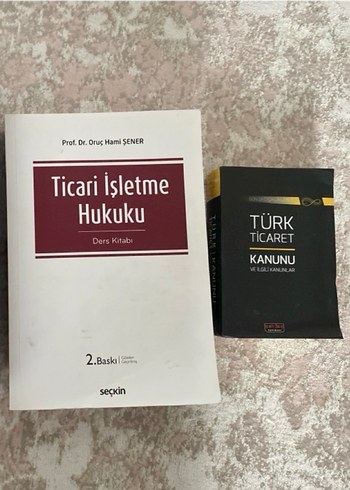 Prof. Dr. Oruç Hami ŞENER
Ticari İşletme
Hukuku
Ders Kitabı
2.Baskı
seçkin
TÜRK
TİCARET
KANUNU
VE İLGİLİ KANUNLAR